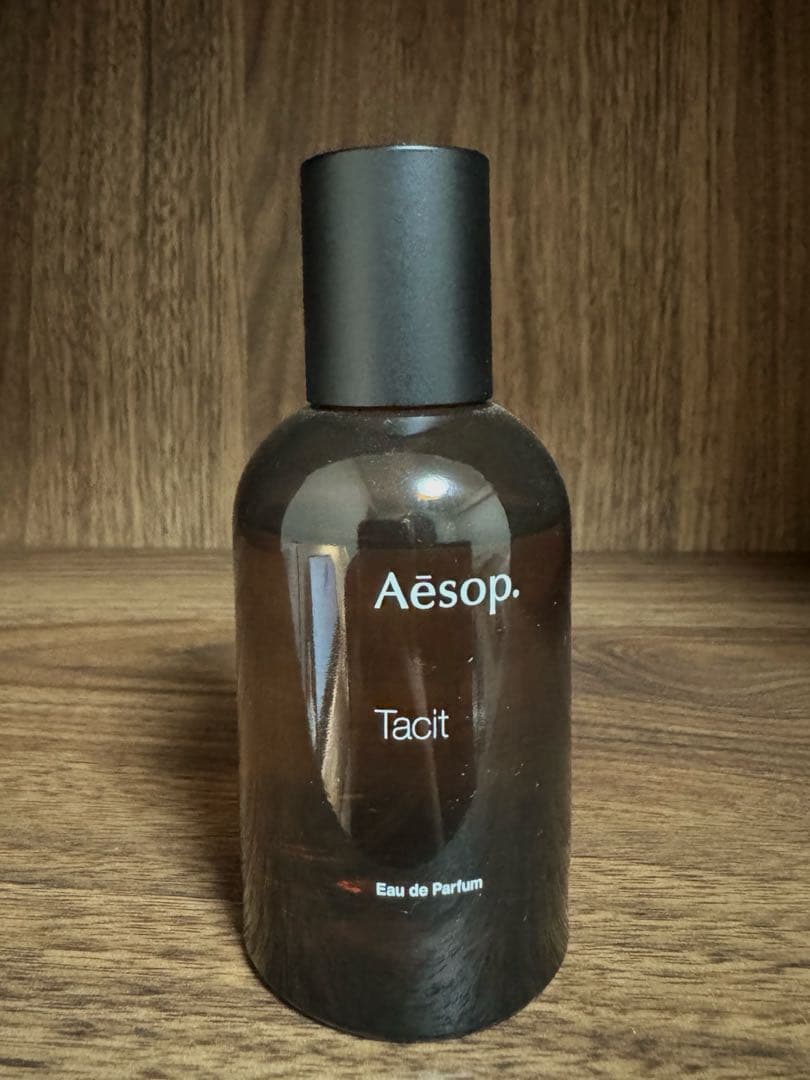 Aēsop.
Tacit
Eau de Parfum